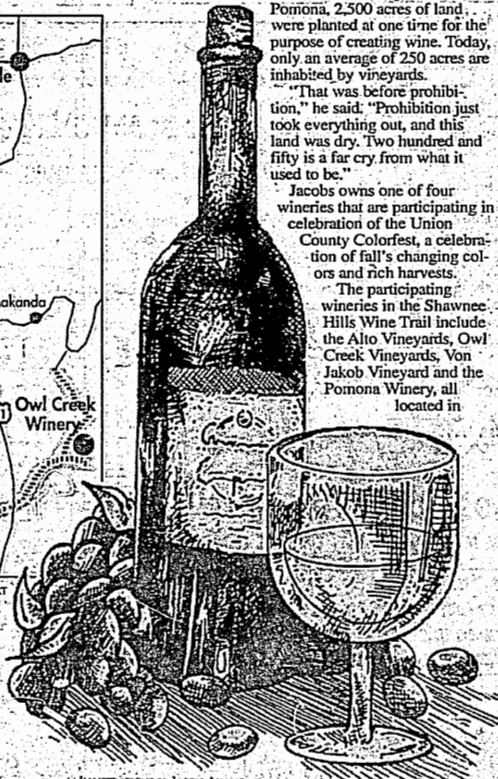 Pomona, 2,500 acres of land
were planted at one time for the
purpose of creating wine. Today,
only an average of 250 acres are
inhabited by vineyards.
"That was before prohibi-
tion," he said. "Prohibition just
took everything out, and this
land was dry. Two hundred and
fifty is a far cry from what it
used to be."
Jacobs owns one of four
wineries that are participating in
celebration of the Union
County Colorfest, a celebra-
tion of fall's changing col-
ors and rich harvests.
The participating
wineries in the Shawnee
Hills Wine Trail include
the Alto Vineyards, Owl
Creek Vineyards, Von
Jakob Vineyard and the
Pomona Winery, all
located in
le
akanda
Owl Creek
Winery